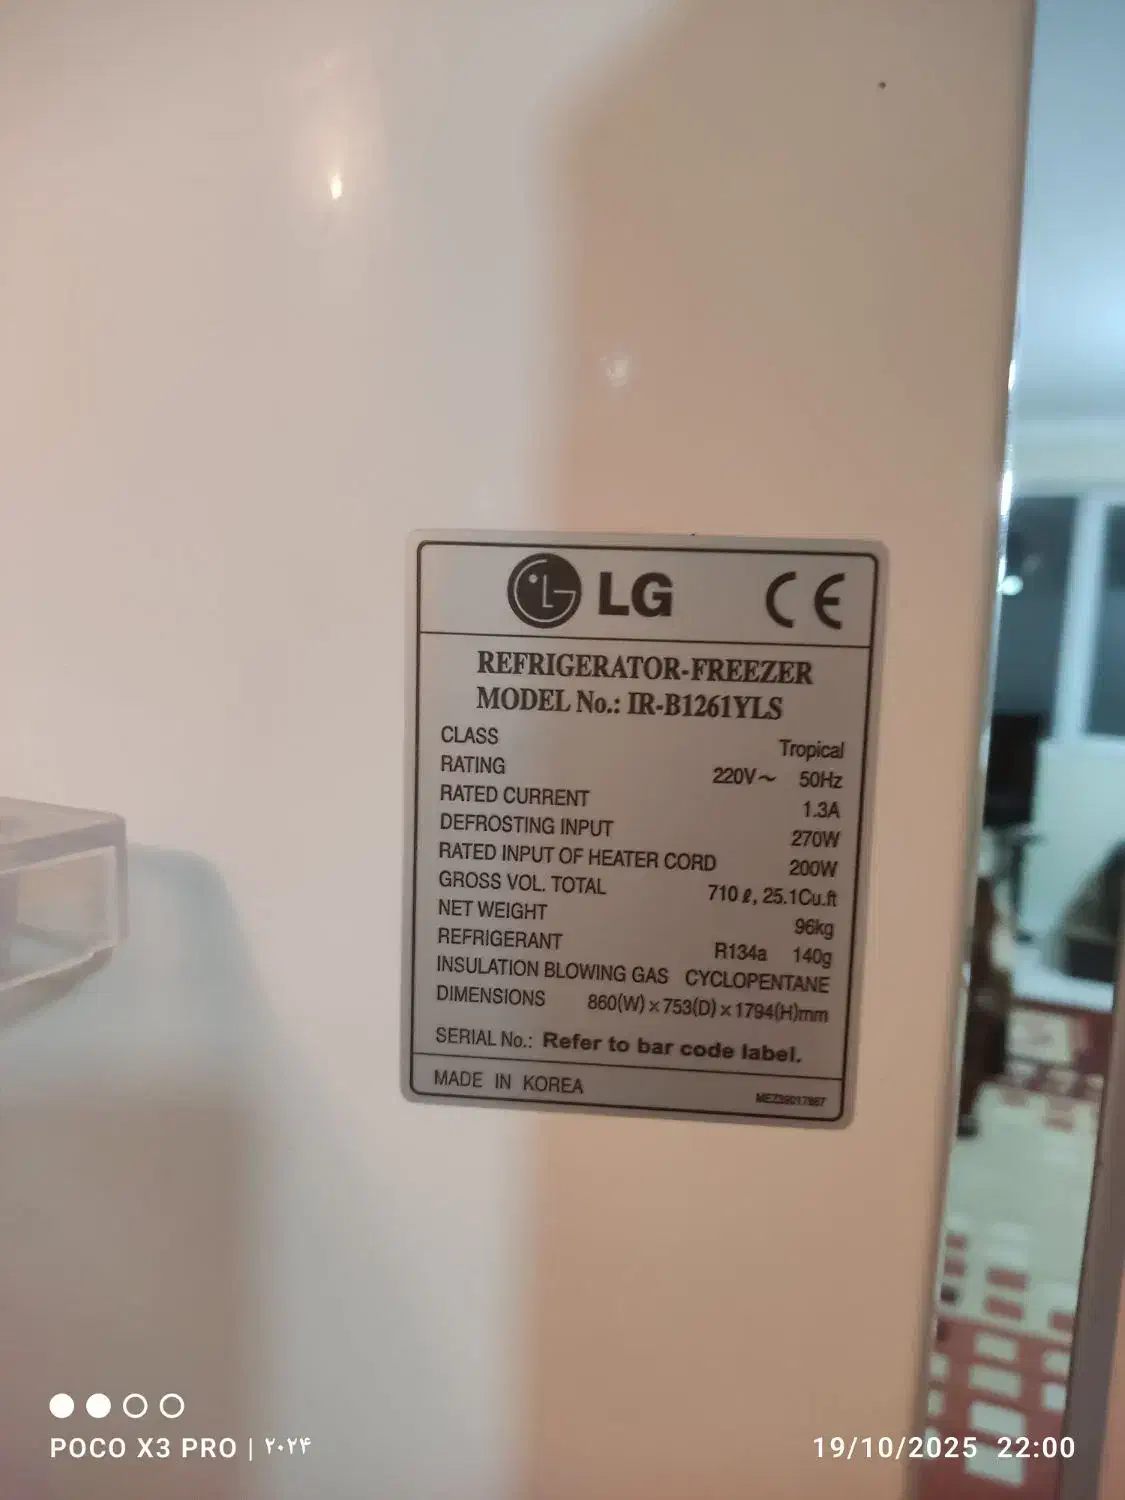 LG CE
REFRIGERATOR-FREEZER
MODEL No.: IR-B1261YLS
CLASS Tropical
RATING 220V～ 50Hz
RATED CURRENT 1.3A
DEFROSTING INPUT 270W
RATED INPUT OF HEATER CORD 200W
GROSS VOL. TOTAL 710 ℓ, 25.1Cu.ft
NET WEIGHT 96kg
REFRIGERANT R134a 140g
INSULATION BLOWING GAS CYCLOPENTANE
DIMENSIONS 860(W)×753(D)×1794(H)mm
SERIAL No.: Refer to bar code label.
MADE IN KOREA
POCO X3 PRO | ۲۰۲۴ 19/10/2025 22:00